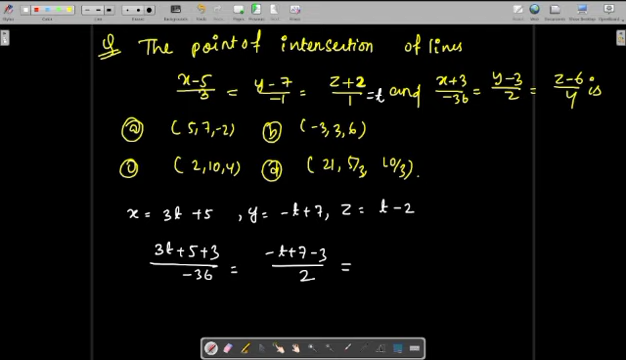 Q The point of intersection of lines
x-5/3 = y-7/-1 = z+2/1 =t and x+3/-36 = y-3/2 = z-6/4 is
(a) (5,7,-2) (b) (-3,3,6)
(c) (2,10,4) (d) (21, 5/3, 10/3).
x = 3t+5 , y = -t+7, z = t-2
3t+5+3/-36 = -t+7-3/2 =